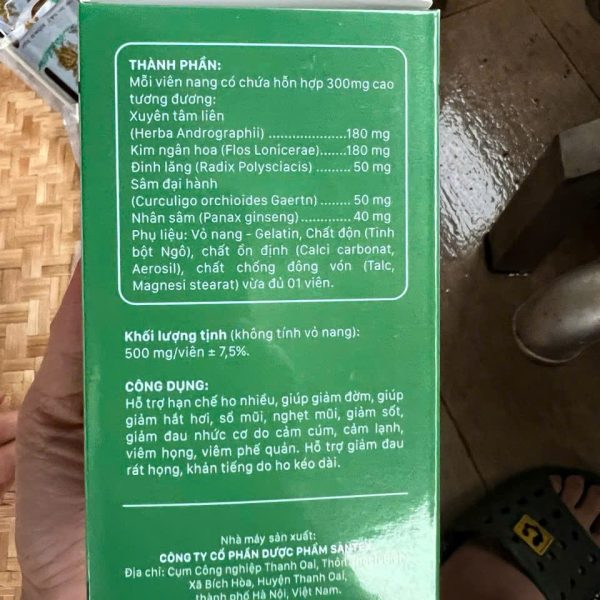 THÀNH PHẦN:
Mỗi viên nang có chứa hỗn hợp 300mg cao
tương đương:
Xuyên tâm liên
(Herba Andrographii) ....................180 mg
Kim ngân hoa (Flos Lonicerae).......180 mg
Đinh lăng (Radix Polysciacis) ......... 50 mg
Sâm đại hành
(Curculigo orchioides Gaertn) ........ 50 mg
Nhân sâm (Panax ginseng) ............. 40 mg
Phụ liệu: Vỏ nang - Gelatin, Chất độn (Tinh
bột Ngô), chất ổn định (Calci carbonat,
Aerosil), chất chống đông vón (Talc,
Magnesi stearat) vừa đủ 01 viên.
Khối lượng tịnh (không tính vỏ nang):
500 mg/viên ± 7,5%.
CÔNG DỤNG:
Hỗ trợ hạn chế ho nhiều, giúp giảm đờm, giúp
giảm hắt hơi, sổ mũi, nghẹt mũi, giảm sốt,
giảm đau nhức cơ do cảm cúm, cảm lạnh,
viêm họng, viêm phế quản. Hỗ trợ giảm đau
rát họng, khản tiếng do ho kéo dài.
Nhà máy sản xuất:
CÔNG TY CỔ PHẦN DƯỢC PHẨM SANTEX
Địa chỉ: Cụm Công nghiệp Thanh Oai, Thôn
Xã Bích Hòa, Huyện Thanh Oai,
thành phố Hà Nội, Việt Nam.